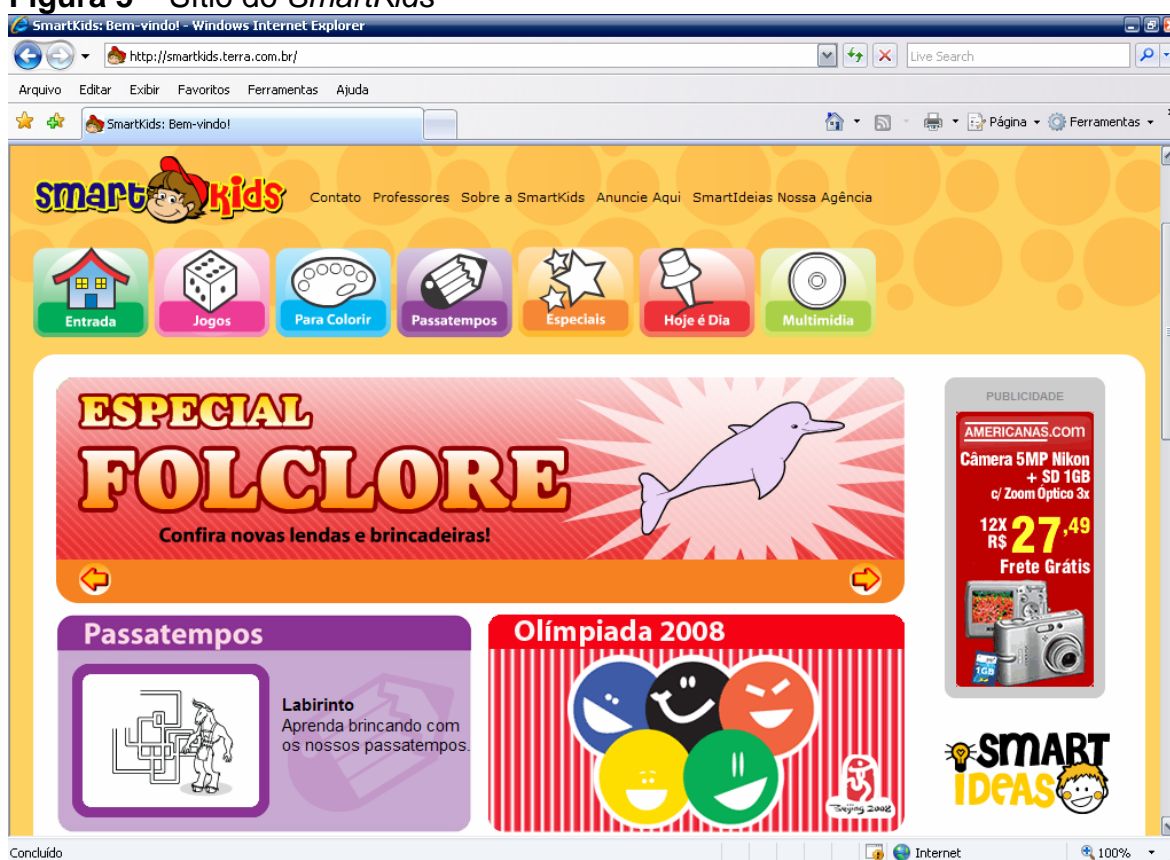 Figura 5 – Sítio do SmartKids
SmartKids: Bem-vindo! - Windows Internet Explorer
http://smartkids.terra.com.br/
Live Search
Arquivo Editar Exibir Favoritos Ferramentas Ajuda
SmartKids: Bem-vindo!
Página Ferramentas
smart kids
Contato Professores Sobre a SmartKids Anuncie Aqui SmartIdeias Nossa Agência
Entrada Jogos Para Colorir Passatempos Especiais Hoje é Dia Multimídia
ESPECIAL
FOLCLORE
Confira novas lendas e brincadeiras!
PUBLICIDADE
AMERICANAS.com
Câmera 5MP Nikon
+ SD 1GB
c/ Zoom Óptico 3x
12X
R$ 27,49
Frete Grátis
1GB
Passatempos
Labirinto
Aprenda brincando com
os nossos passatempos.
Olímpiada 2008
Beijing 2008
SMART
IDEAS
Concluído
Internet
100%